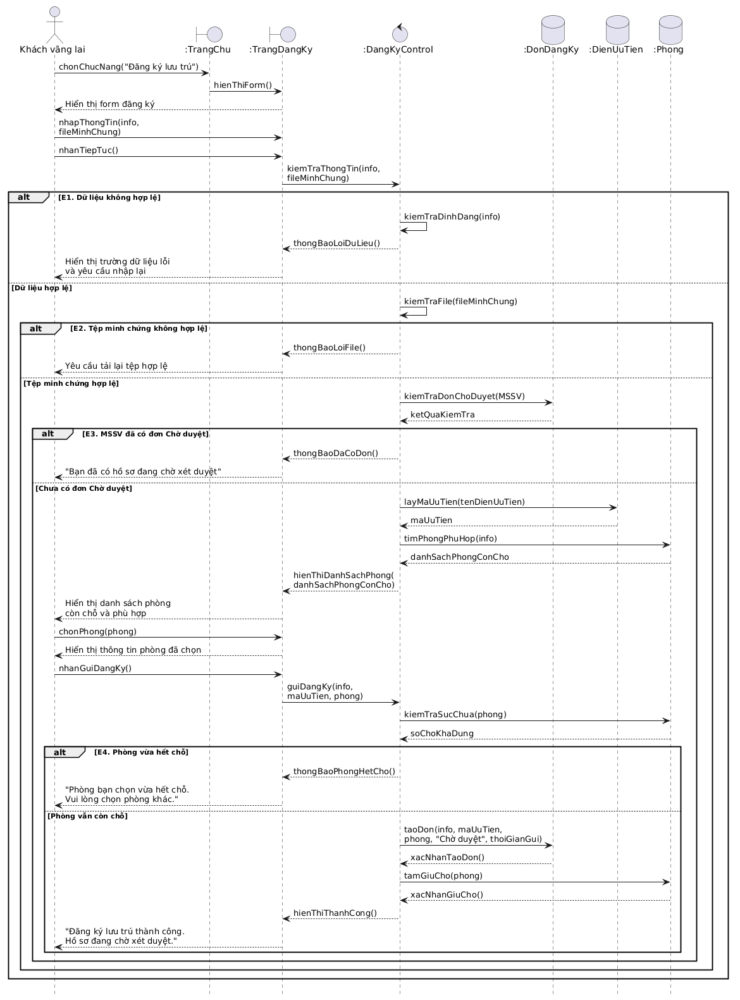 Khách vãng lai
:TrangChu
:TrangDangKy
:DangKyControl
:DonDangKy
:DienUuTien
:Phong
chonChucNang("Đăng ký lưu trú")
hienThiForm()
Hiển thị form đăng ký
nhapThongTin(info,
fileMinhChung)
nhanTiepTuc()
kiemTraThongTin(info,
fileMinhChung)
alt
[E1. Dữ liệu không hợp lệ]
kiemTraDinhDang(info)
thongBaoLoiDuLieu()
Hiển thị trường dữ liệu lỗi
và yêu cầu nhập lại
[Dữ liệu hợp lệ]
kiemTraFile(fileMinhChung)
alt
[E2. Tệp minh chứng không hợp lệ]
thongBaoLoiFile()
Yêu cầu tải lại tệp hợp lệ
[Tệp minh chứng hợp lệ]
kiemTraDonChoDuyet(MSSV)
ketQuaKiemTra
alt
[E3. MSSV đã có đơn Chờ duyệt]
thongBaoDaCoDon()
"Bạn đã có hồ sơ đang chờ xét duyệt"
[Chưa có đơn Chờ duyệt]
layMaUuTien(tenDienUuTien)
maUuTien
timPhongPhuHop(info)
danhSachPhongConCho
hienThiDanhSachPhong(
danhSachPhongConCho)
Hiển thị danh sách phòng
còn chỗ và phù hợp
chonPhong(phong)
Hiển thị thông tin phòng đã chọn
nhanGuiDangKy()
guiDangKy(info,
maUuTien, phong)
kiemTraSucChua(phong)
soChoKhaDung
alt
[E4. Phòng vừa hết chỗ]
thongBaoPhongHetCho()
"Phòng bạn chọn vừa hết chỗ.
Vui lòng chọn phòng khác."
[Phòng vẫn còn chỗ]
taoDon(info, maUuTien,
phong, "Chờ duyệt", thoiGianGui)
xacNhanTaoDon()
tamGiuCho(phong)
xacNhanGiuCho()
hienThiThanhCong()
"Đăng ký lưu trú thành công.
Hồ sơ đang chờ xét duyệt."